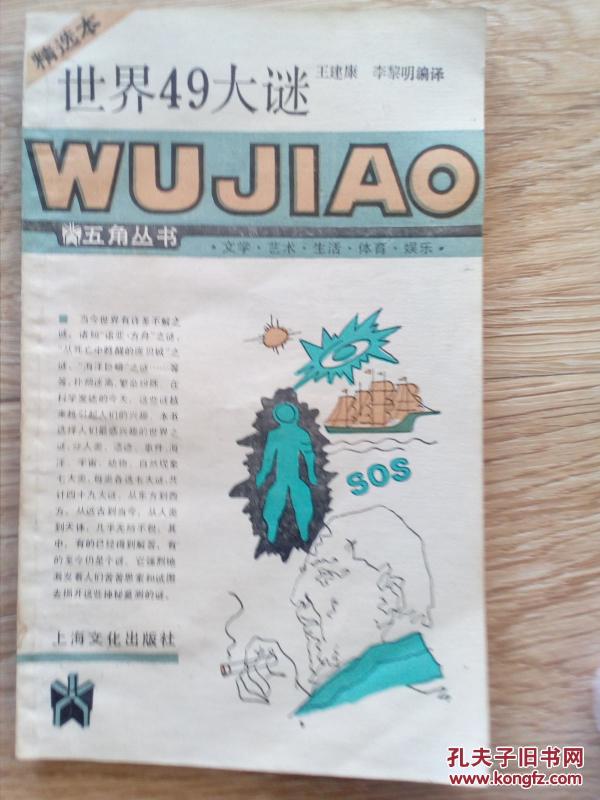 精选本
世界49大谜
王建康 李黎明编译
WUJIAO
五角丛书
·文学·艺术·生活·体育·娱乐·
■ 当今世界有许多不解之
谜。诸如“诺亚·方舟”之谜、
“从死亡中甦醒的庞贝城”之
谜、“海洋巨蟒”之谜……等
等,扑朔迷离,繁杂纷陈。在
科学发达的今天,这些谜越
来越引起人们的兴趣。本书
选择人们最感兴趣的世界之
谜,分人类、遗迹、事件、海
洋、宇宙、动物、自然现象
七大类,每类各选七大谜,共
计四十九大谜。从东方到西
方,从远古到当今,从人类
到天体,几乎无所不包。其
中,有的已经得到解答,有
的至今仍是个谜。它强烈地
激发着人们苦苦思索和试图
去揭开这些神秘莫测的谜。
SOS
上海文化出版社
孔夫子旧书网
www.kongfz.com